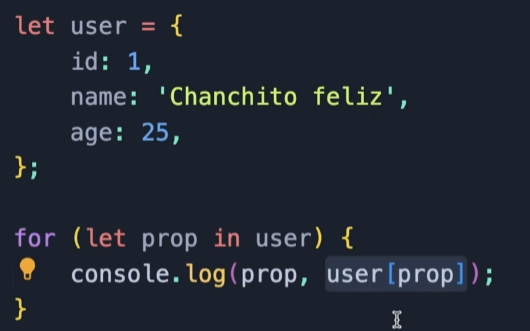 let user = {
    id: 1,
    name: 'Chanchito feliz',
    age: 25,
};

for (let prop in user) {
    console.log(prop, user[prop]);
}